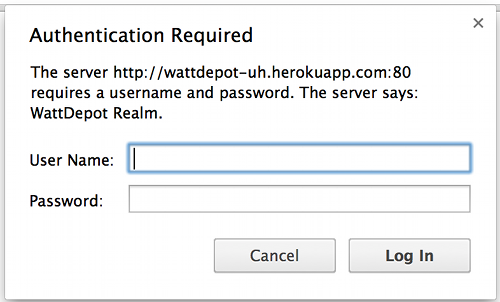 Authentication Required
The server http://wattdepot-uh.herokuapp.com:80
requires a username and password. The server says:
WattDepot Realm.
User Name:
Password:
Cancel
Log In